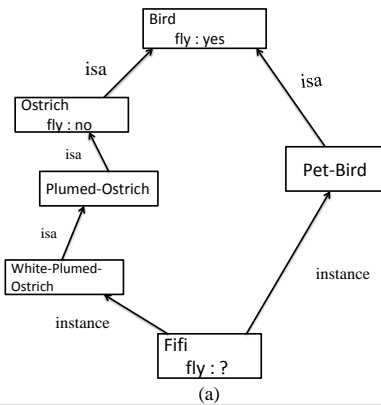 Bird
fly : yes
isa
isa
Ostrich
fly : no
isa
Plumed-Ostrich
Pet-Bird
isa
White-Plumed-
Ostrich
instance
instance
Fifi
fly : ?
(a)